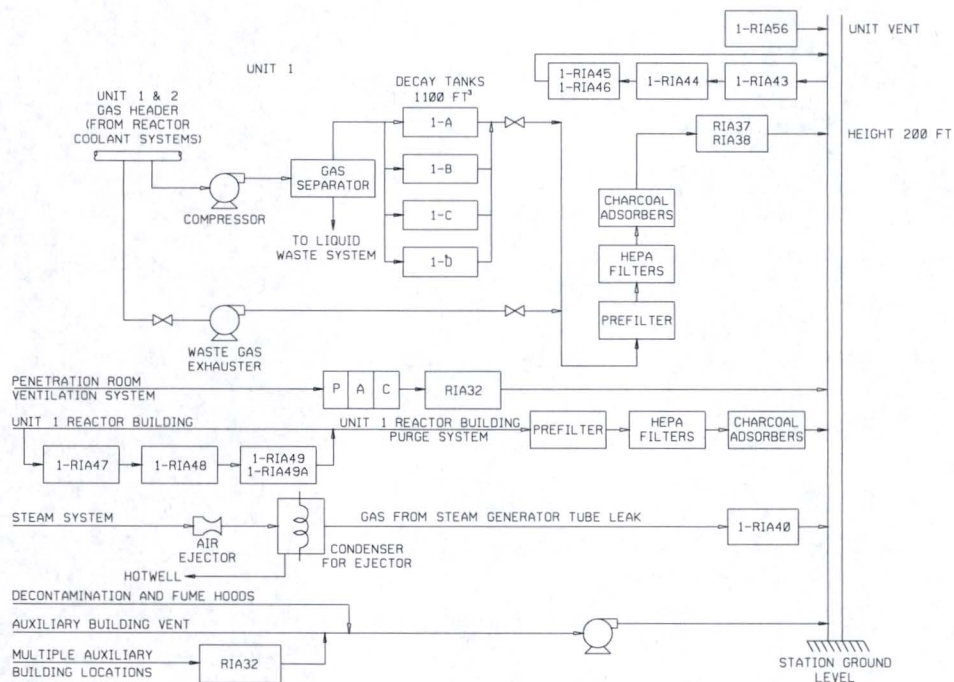 1-RIA56
UNIT VENT
UNIT 1
DECAY TANKS
1100 FT³
1-RIA45
1-RIA46
1-RIA44
1-RIA43
UNIT 1 & 2
GAS HEADER
(FROM REACTOR
COOLANT SYSTEMS)
1-A
RIA37
RIA38
HEIGHT 200 FT
GAS
SEPARATOR
1-B
COMPRESSOR
CHARCOAL
ADSORBERS
1-C
TO LIQUID
WASTE SYSTEM
1-D
HEPA
FILTERS
PREFILTER
WASTE GAS
EXHAUSTER
PENETRATION ROOM
VENTILATION SYSTEM
P A C
RIA32
UNIT 1 REACTOR BUILDING
UNIT 1 REACTOR BUILDING
PURGE SYSTEM
PREFILTER
HEPA
FILTERS
CHARCOAL
ADSORBERS
1-RIA47
1-RIA48
1-RIA49
1-RIA49A
STEAM SYSTEM
AIR
EJECTOR
GAS FROM STEAM GENERATOR TUBE LEAK
1-RIA40
CONDENSER
FOR EJECTOR
HOTWELL
DECONTAMINATION AND FUME HOODS
AUXILIARY BUILDING VENT
MULTIPLE AUXILIARY
BUILDING LOCATIONS
RIA32
STATION GROUND
LEVEL